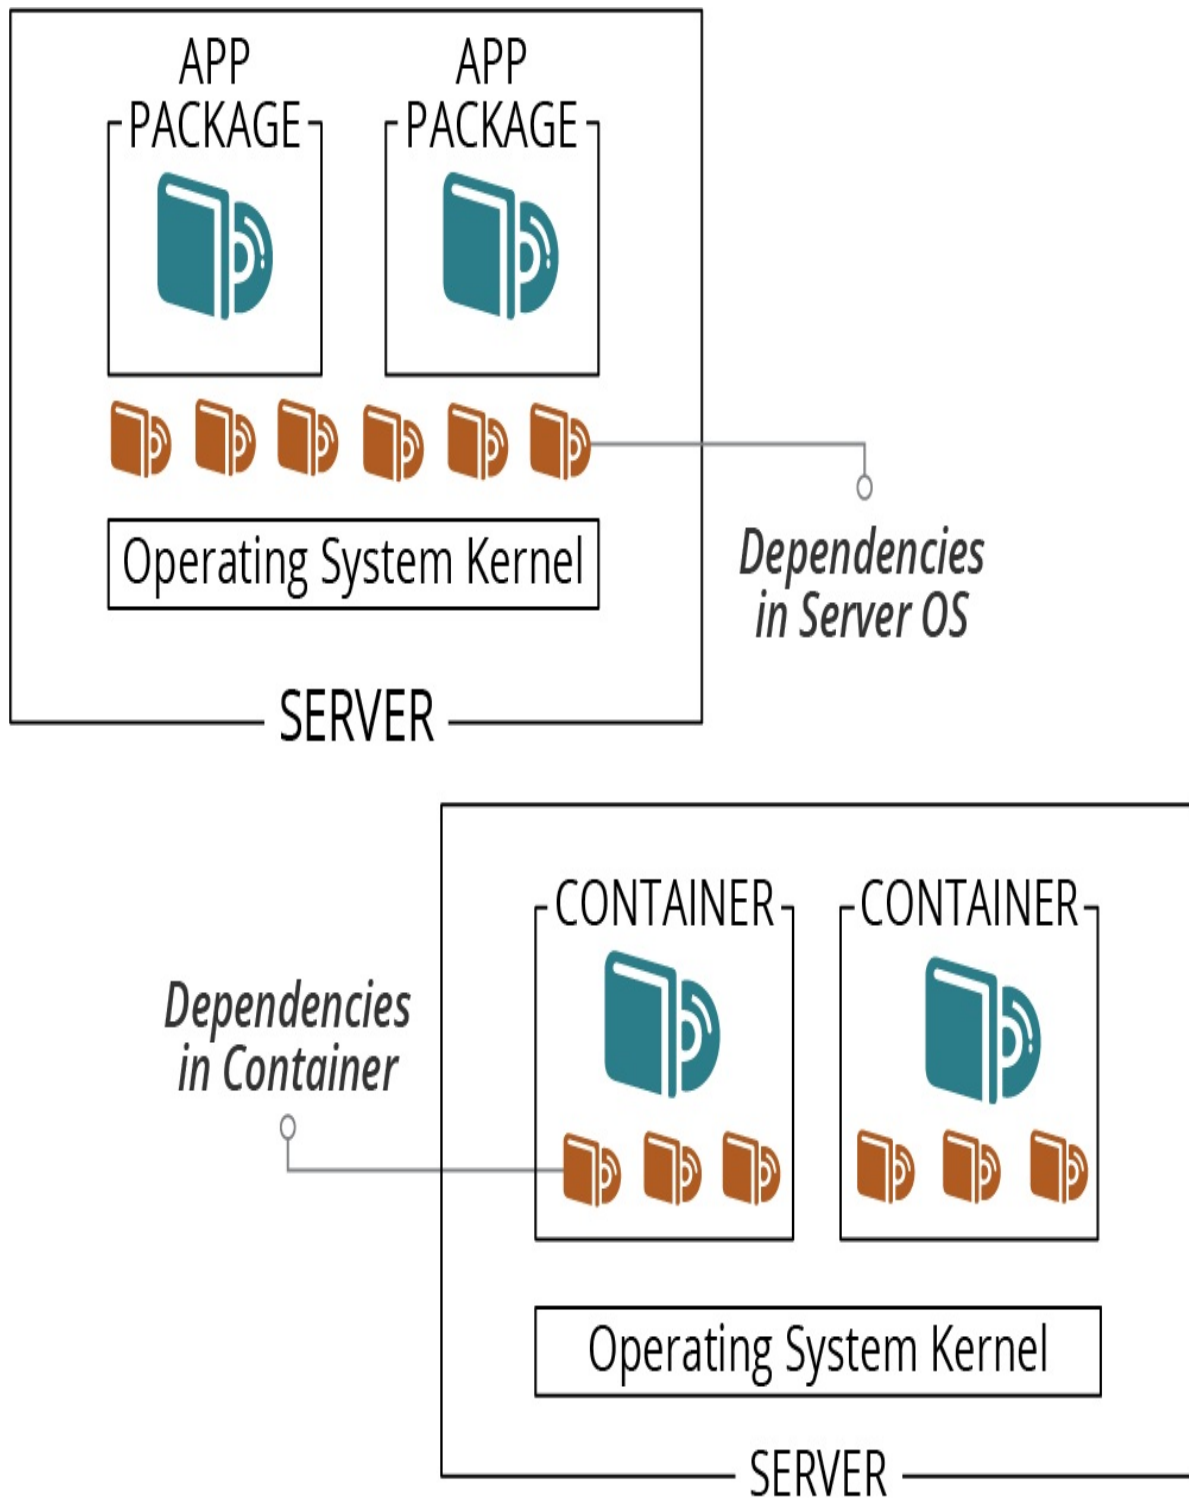 APP
PACKAGE
APP
PACKAGE
Operating System Kernel
Dependencies
in Server OS
SERVER
CONTAINER
CONTAINER
Dependencies
in Container
Operating System Kernel
SERVER